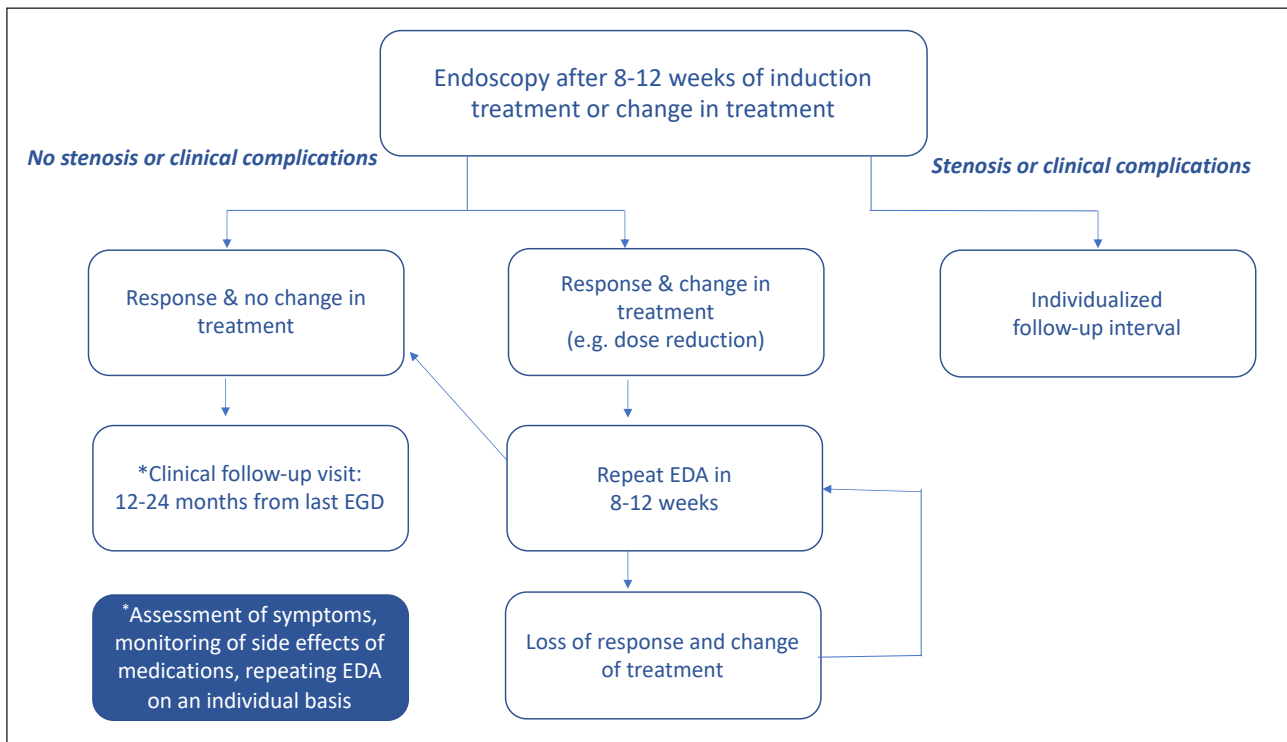 Endoscopy after 8-12 weeks of induction
treatment or change in treatment
No stenosis or clinical complications
Stenosis or clinical complications
Response & no change in
treatment
Response & change in
treatment
(e.g. dose reduction)
Individualized
follow-up interval
*Clinical follow-up visit:
12-24 months from last EGD
Repeat EDA in
8-12 weeks
*Assessment of symptoms,
monitoring of side effects of
medications, repeating EDA
on an individual basis
Loss of response and change
of treatment